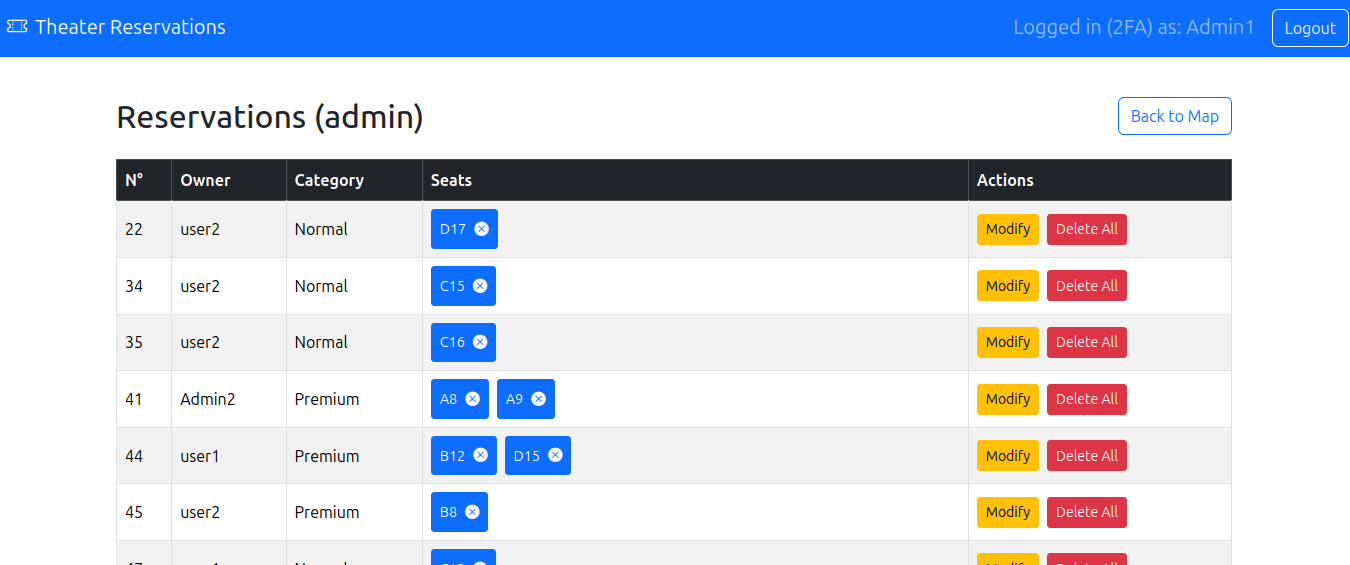 Theater Reservations Logged in (2FA) as: Admin1 Logout
Reservations (admin) Back to Map
N° Owner Category Seats Actions
22 user2 Normal D17 Modify Delete All
34 user2 Normal C15 Modify Delete All
35 user2 Normal C16 Modify Delete All
41 Admin2 Premium A8 A9 Modify Delete All
44 user1 Premium B12 D15 Modify Delete All
45 user2 Premium B8 Modify Delete All